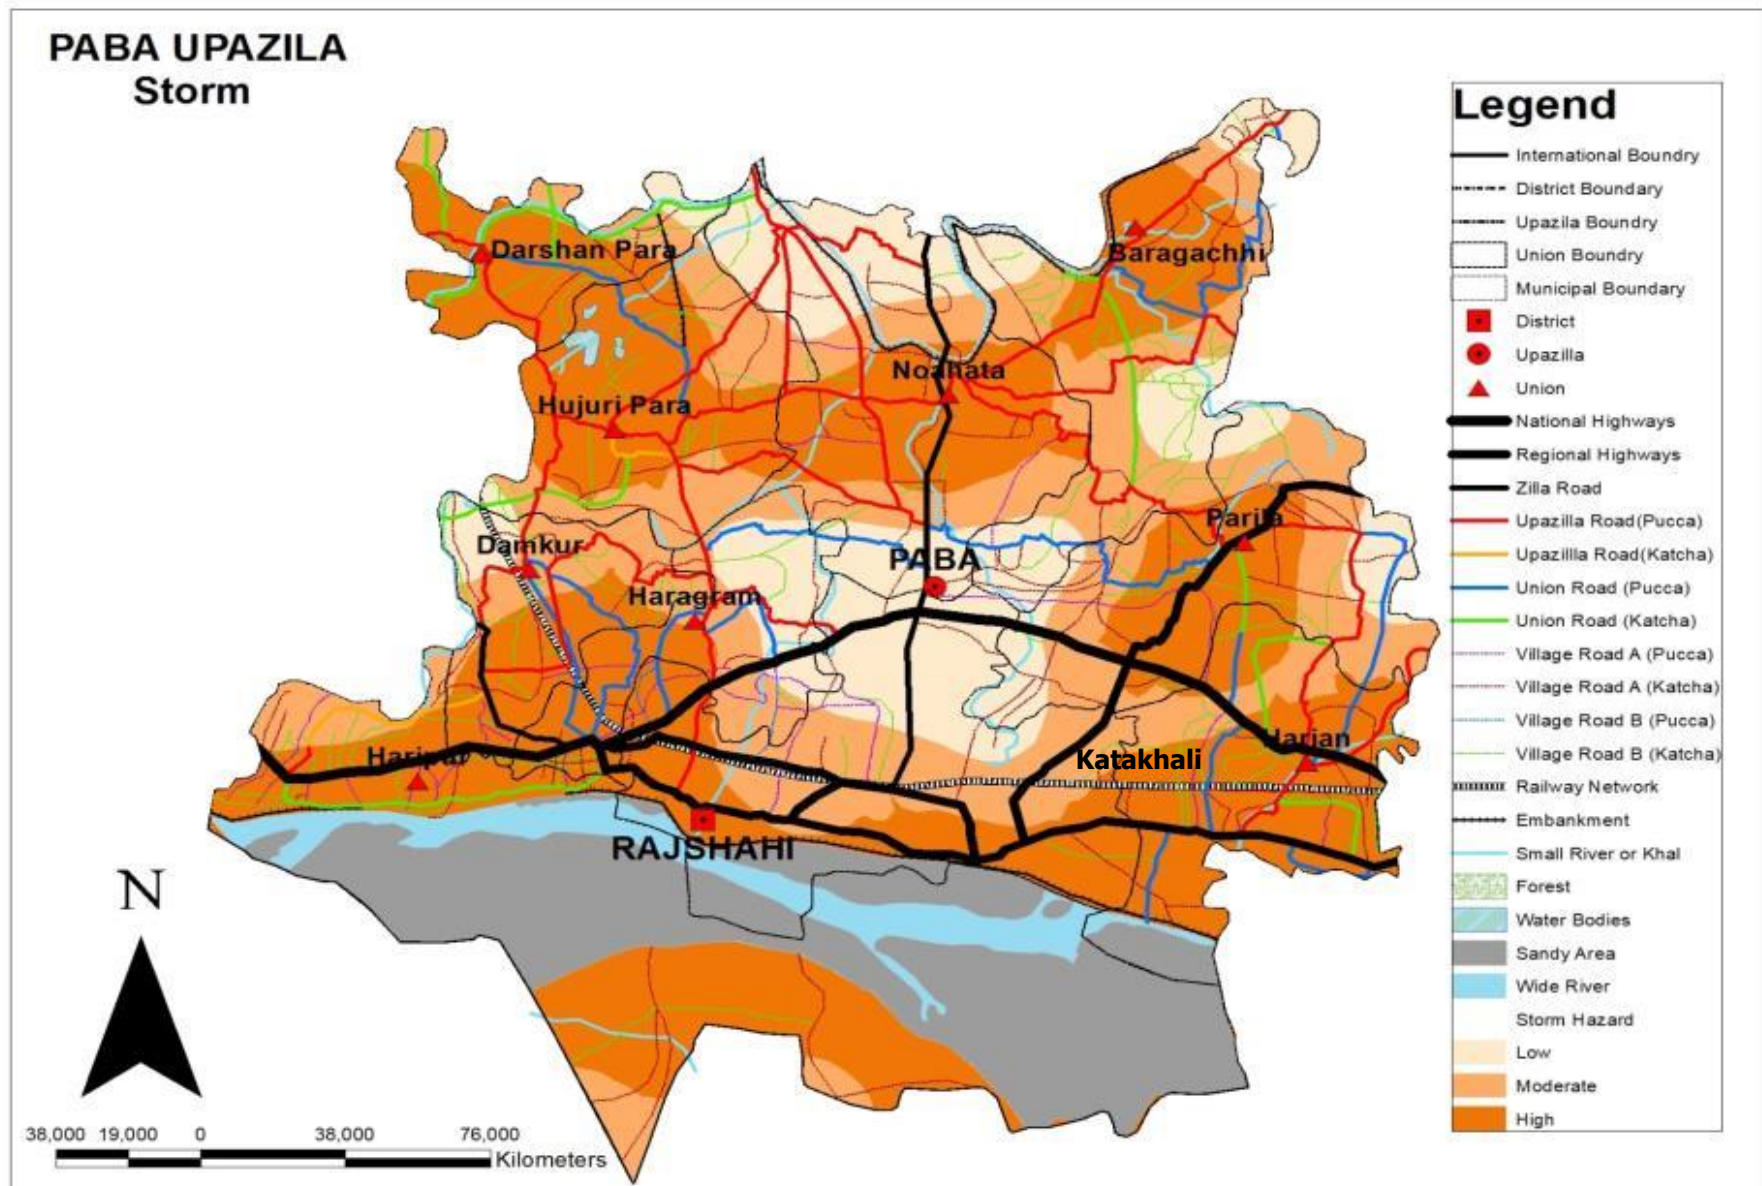 PABA UPAZILA
Storm
Darshan Para
Baragachhi
Noahata
Hujuri Para
Parila
Damkur
PABA
Haragram
Harian
Haripur
Katakhali
RAJSHAHI
N
38,000 19,000 0 38,000 76,000
Kilometers
Legend
International Boundry
District Boundary
Upazila Boundry
Union Boundry
Municipal Boundary
District
Upazilla
Union
National Highways
Regional Highways
Zilla Road
Upazilla Road(Pucca)
Upazillla Road(Katcha)
Union Road (Pucca)
Union Road (Katcha)
Village Road A (Pucca)
Village Road A (Katcha)
Village Road B (Pucca)
Village Road B (Katcha)
Railway Network
Embankment
Small River or Khal
Forest
Water Bodies
Sandy Area
Wide River
Storm Hazard
Low
Moderate
High